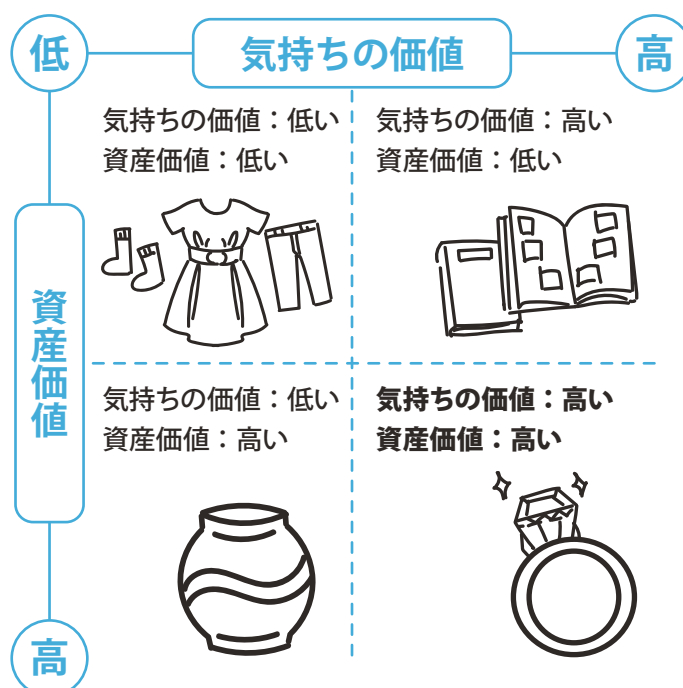 低
気持ちの価値
高
気持ちの価値：低い
資産価値：低い
気持ちの価値：高い
資産価値：低い
資産価値
気持ちの価値：低い
資産価値：高い
気持ちの価値：高い
資産価値：高い
高